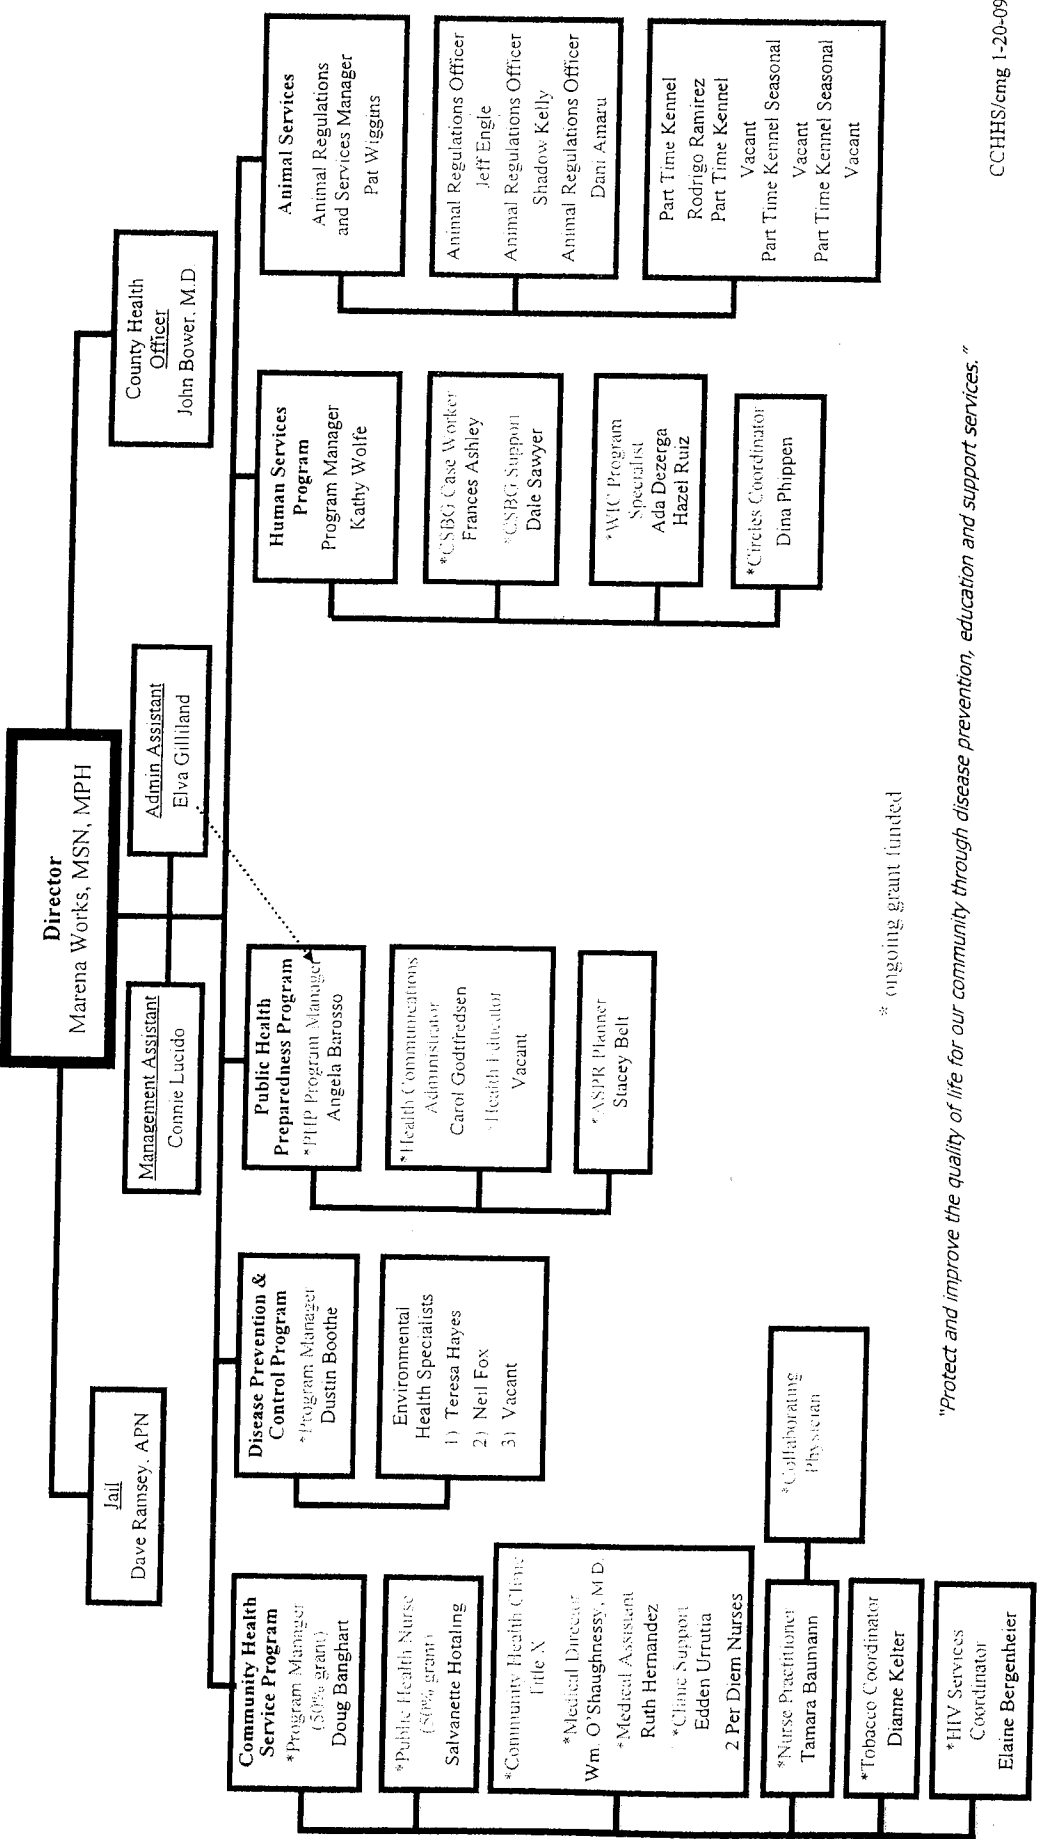 Director
Marena Works, MSN, MPH
Jail
Dave Ramsey, APN
County Health
Officer
John Bower, M.D.
Management Assistant
Connie Lucido
Admin Assistant
Elva Gilliland
Community Health
Service Program
*Program Manager
(50% grant)
Doug Banghart
*Public Health Nurse
(50% grant)
Salvanette Hotaling
*Community Health Clinic
Title X
*Medical Director
Wm. O'Shaughnessy, M.D.
*Medical Assistant
Ruth Hernandez
*Clinic Support
Edden Urrutia
2 Per Diem Nurses
*Nurse Practitioner
Tamara Baumann
*Collaborating
Physician
*Tobacco Coordinator
Dianne Kelter
*HIV Services
Coordinator
Elaine Bergenheier
Disease Prevention &
Control Program
*Program Manager
Dustin Boothe
Environmental
Health Specialists
1) Teresa Hayes
2) Neil Fox
3) Vacant
Public Health
Preparedness Program
*PHP Program Manager
Angela Barosso
*Health Communications
Administrator
Carol Godtfredsen
*Health Educator
Vacant
*ASPR Planner
Stacey Belt
Human Services
Program
Program Manager
Kathy Wolfe
*CSBG Case Worker
Frances Ashley
*CSBG Support
Dale Sawyer
*WIC Program
Specialist
Ada Dezerga
Hazel Ruiz
*Circles Coordinator
Dina Phippen
Animal Services
Animal Regulations
and Services Manager
Pat Wiggins
Animal Regulations Officer
Jeff Engle
Animal Regulations Officer
Shadow Kelly
Animal Regulations Officer
Dani Amaru
Part Time Kennel
Rodrigo Ramirez
Part Time Kennel
Vacant
Part Time Kennel Seasonal
Vacant
Part Time Kennel Seasonal
Vacant
* ongoing grant funded
"Protect and improve the quality of life for our community through disease prevention, education and support services."
CCHHS/cmg 1-20-09